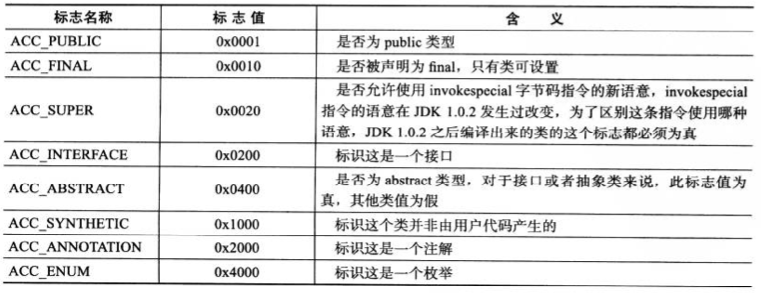 标志名称 标志值 含 义
ACC_PUBLIC 0x0001 是否为 public 类型
ACC_FINAL 0x0010 是否被声明为 final，只有类可设置
是否允许使用 invokespecial 字节码指令的新语意，invokespecial
ACC_SUPER 0x0020 指令的语意在 JDK 1.0.2 发生过改变，为了区别这条指令使用哪种
语意，JDK 1.0.2 之后编译出来的类的这个标志都必须为真
ACC_INTERFACE 0x0200 标识这是一个接口
ACC_ABSTRACT 0x0400 是否为 abstract 类型，对于接口或者抽象类来说，此标志值为
真，其他类值为假
ACC_SYNTHETIC 0x1000 标识这个类并非由用户代码产生的
ACC_ANNOTATION 0x2000 标识这是一个注解
ACC_ENUM 0x4000 标识这是一个枚举